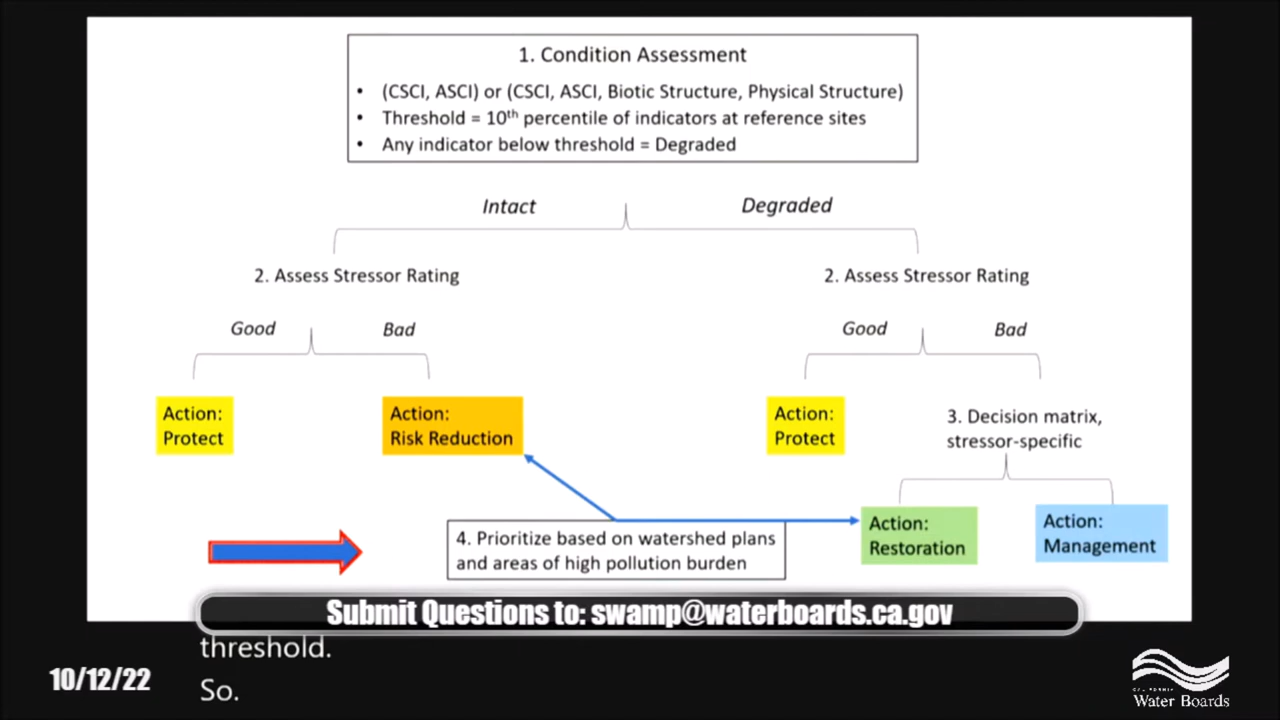 1. Condition Assessment
• (CSCI, ASCI) or (CSCI, ASCI, Biotic Structure, Physical Structure)
• Threshold = 10th percentile of indicators at reference sites
• Any indicator below threshold = Degraded
Intact
Degraded
2. Assess Stressor Rating
2. Assess Stressor Rating
Good
Bad
Good
Bad
Action:
Protect
Action:
Risk Reduction
Action:
Protect
3. Decision matrix,
stressor-specific
4. Prioritize based on watershed plans
and areas of high pollution burden
Action:
Restoration
Action:
Management
Submit Questions to: swamp@waterboards.ca.gov
threshold.
So.
10/12/22
CALIFORNIA
Water Boards